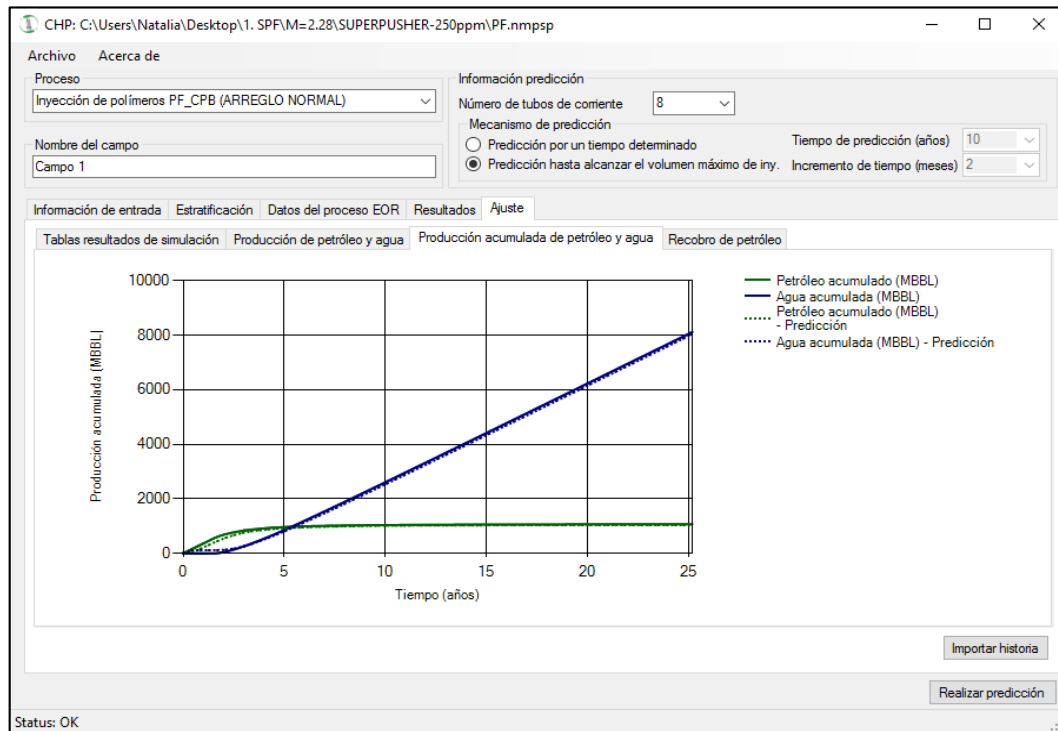 CHP: C:\Users\Natalia\Desktop\1. SPF\M=2.28\SUPERPUSHER-250ppm\PF.nmpsp
Archivo Acerca de
Proceso
Inyección de polímeros PF_CPB (ARREGLO NORMAL)
Nombre del campo
Campo 1
Información predicción
Número de tubos de corriente 8
Mecanismo de predicción
Predicción por un tiempo determinado
Predicción hasta alcanzar el volumen máximo de iny.
Tiempo de predicción (años) 10
Incremento de tiempo (meses) 2
Información de entrada Estratificación Datos del proceso EOR Resultados Ajuste
Tablas resultados de simulación Producción de petróleo y agua Producción acumulada de petróleo y agua Recobro de petróleo
Producción acumulada (MBBL)
10000
8000
6000
4000
2000
0
0 5 10 15 20 25
Tiempo (años)
Petróleo acumulado (MBBL)
Agua acumulada (MBBL)
Petróleo acumulado (MBBL)
- Predicción
Agua acumulada (MBBL) - Predicción
Importar historia
Realizar predicción
Status: OK